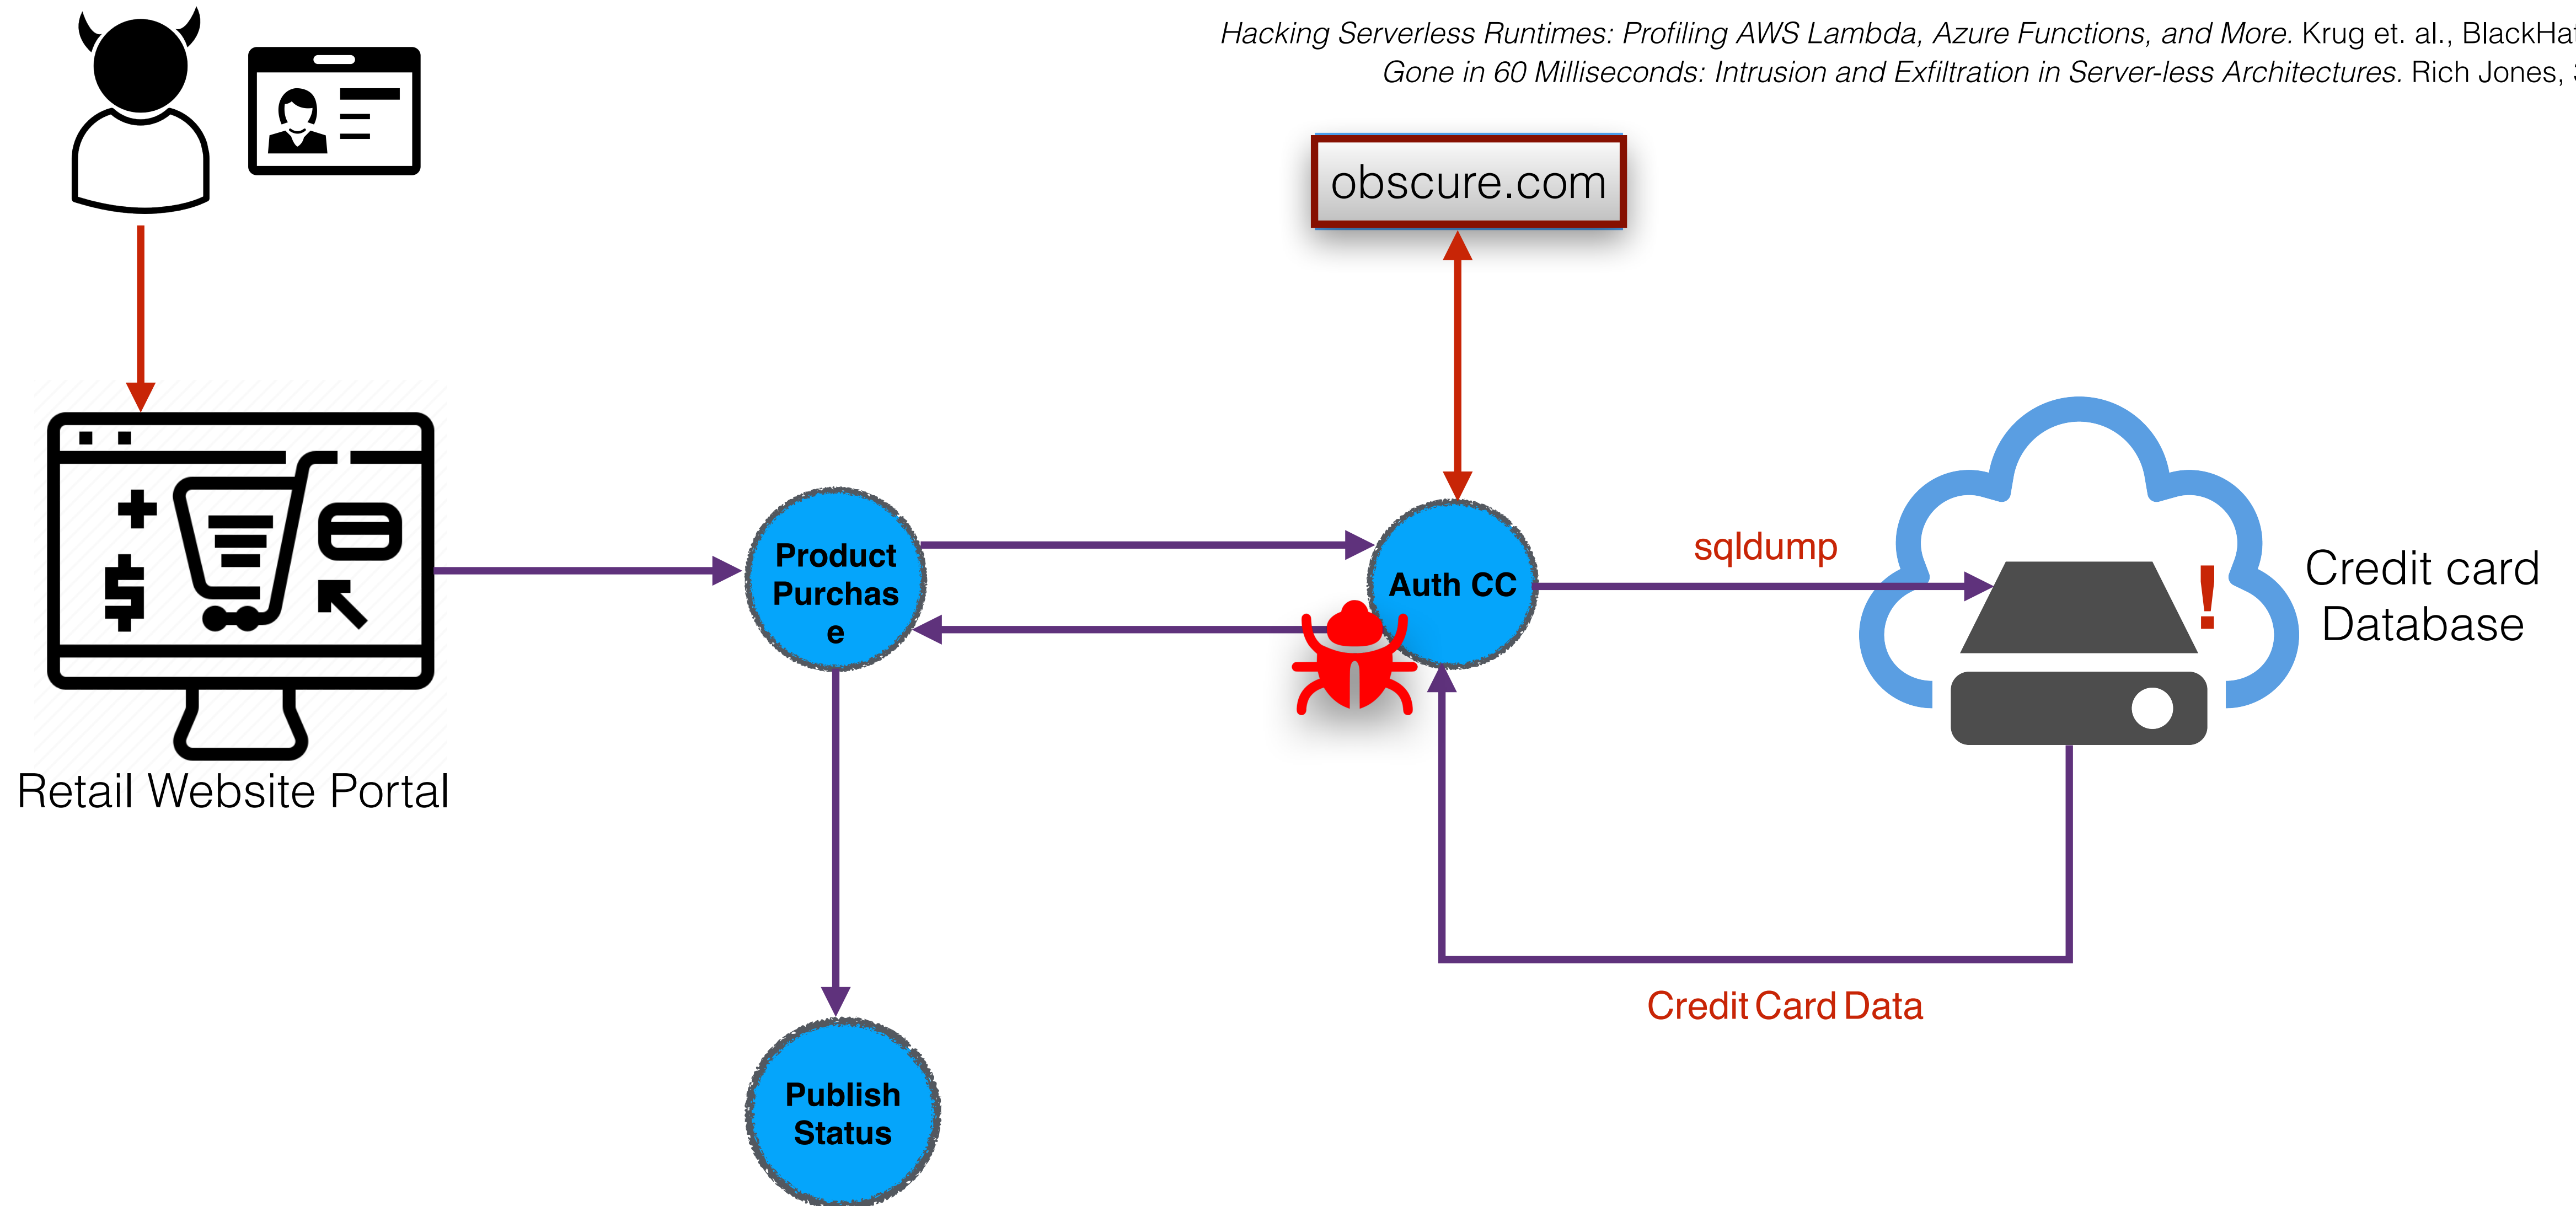 Hacking Serverless Runtimes: Profiling AWS Lambda, Azure Functions, and More. Krug et. al., BlackHat
Gone in 60 Milliseconds: Intrusion and Exfiltration in Server-less Architectures. Rich Jones,
obscure.com
Product
Purchas
e
Auth CC
sqldump
!
Credit card
Database
Retail Website Portal
Credit Card Data
Publish
Status